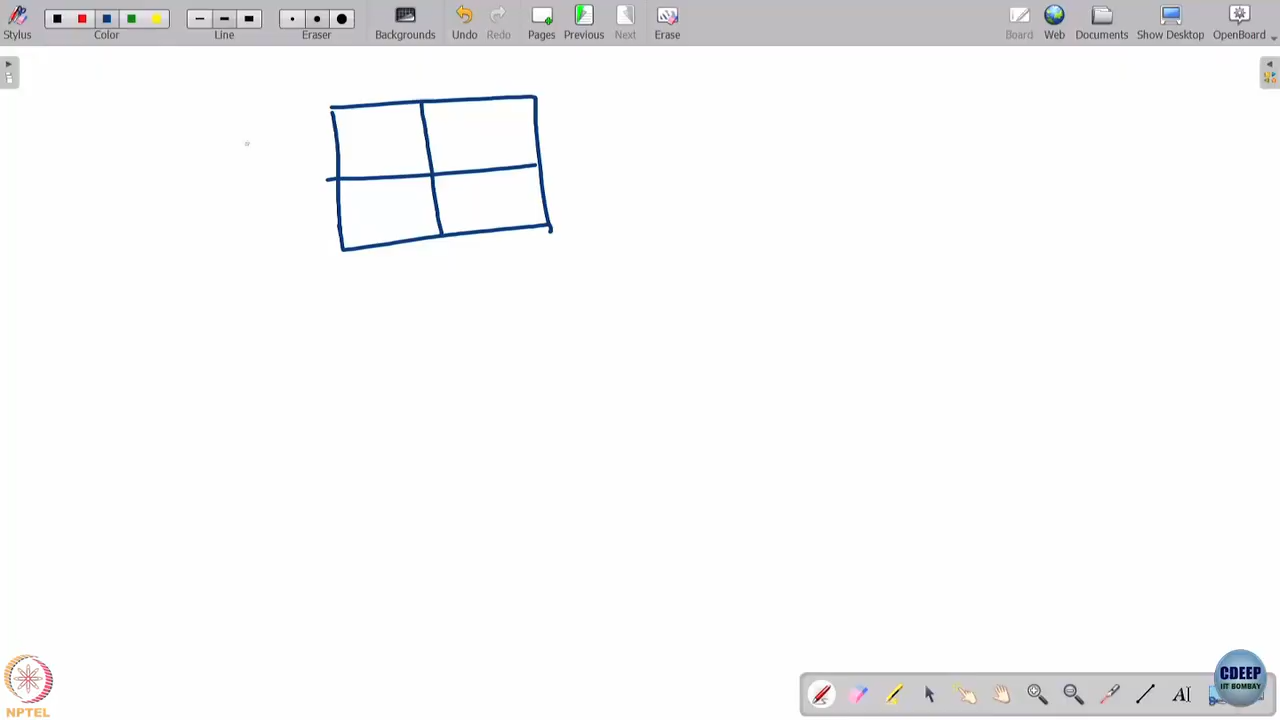 Stylus Color Line Eraser Backgrounds Undo Redo Pages Previous Next Erase Board Web Documents Show Desktop OpenBoard
AI
CDEEP
IIT BOMBAY
NPTEL